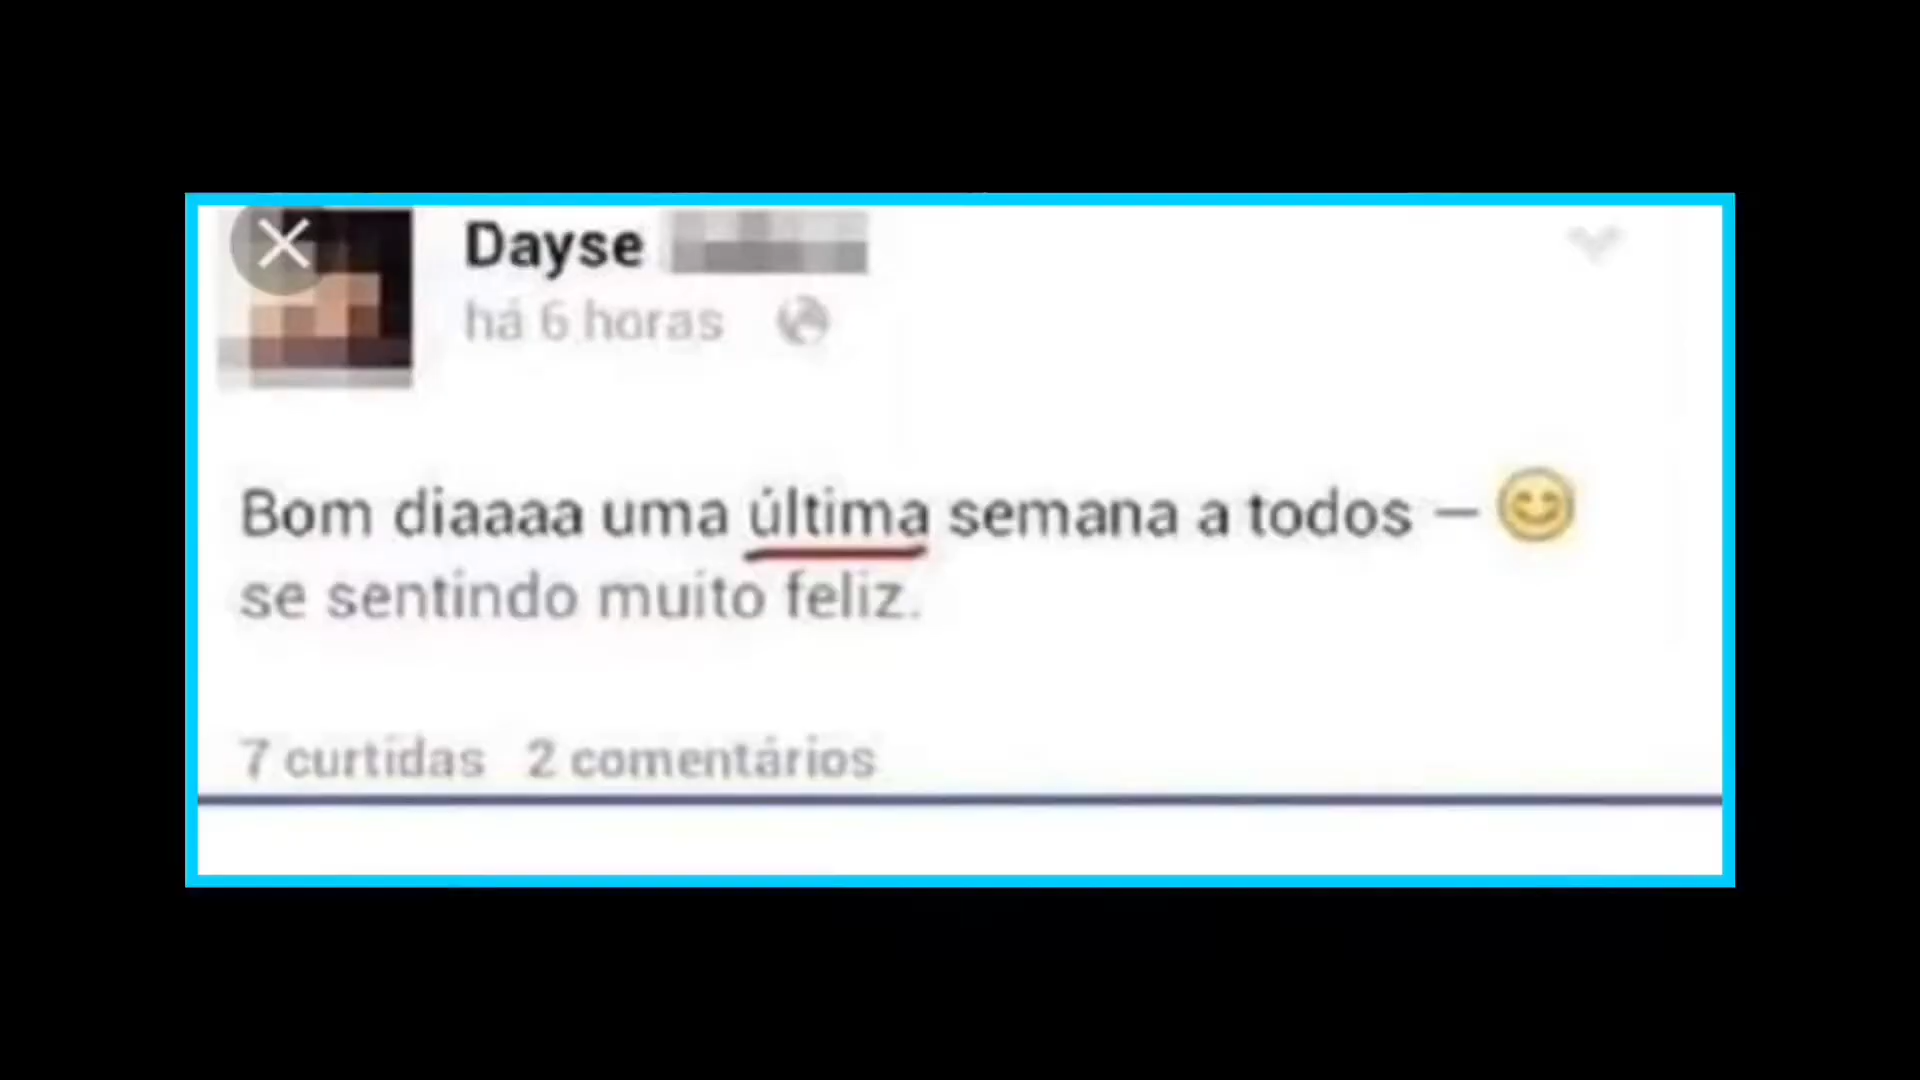 Dayse
há 6 horas
Bom diaaaa uma última semana a todos — 😊
se sentindo muito feliz.
7 curtidas 2 comentários